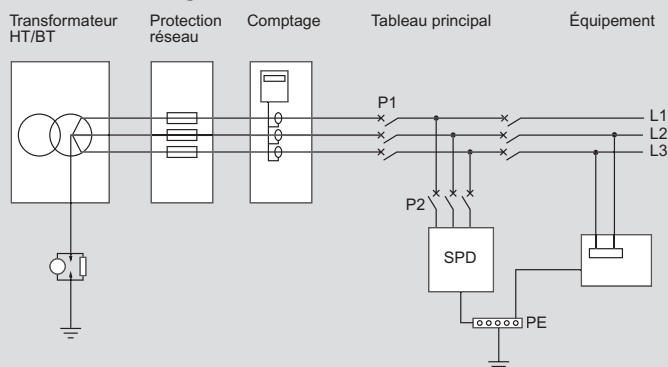 Transformateur
HT/BT
Protection
réseau
Comptage
Tableau principal
Équipement
P1
L1
L2
L3
P2
SPD
PE